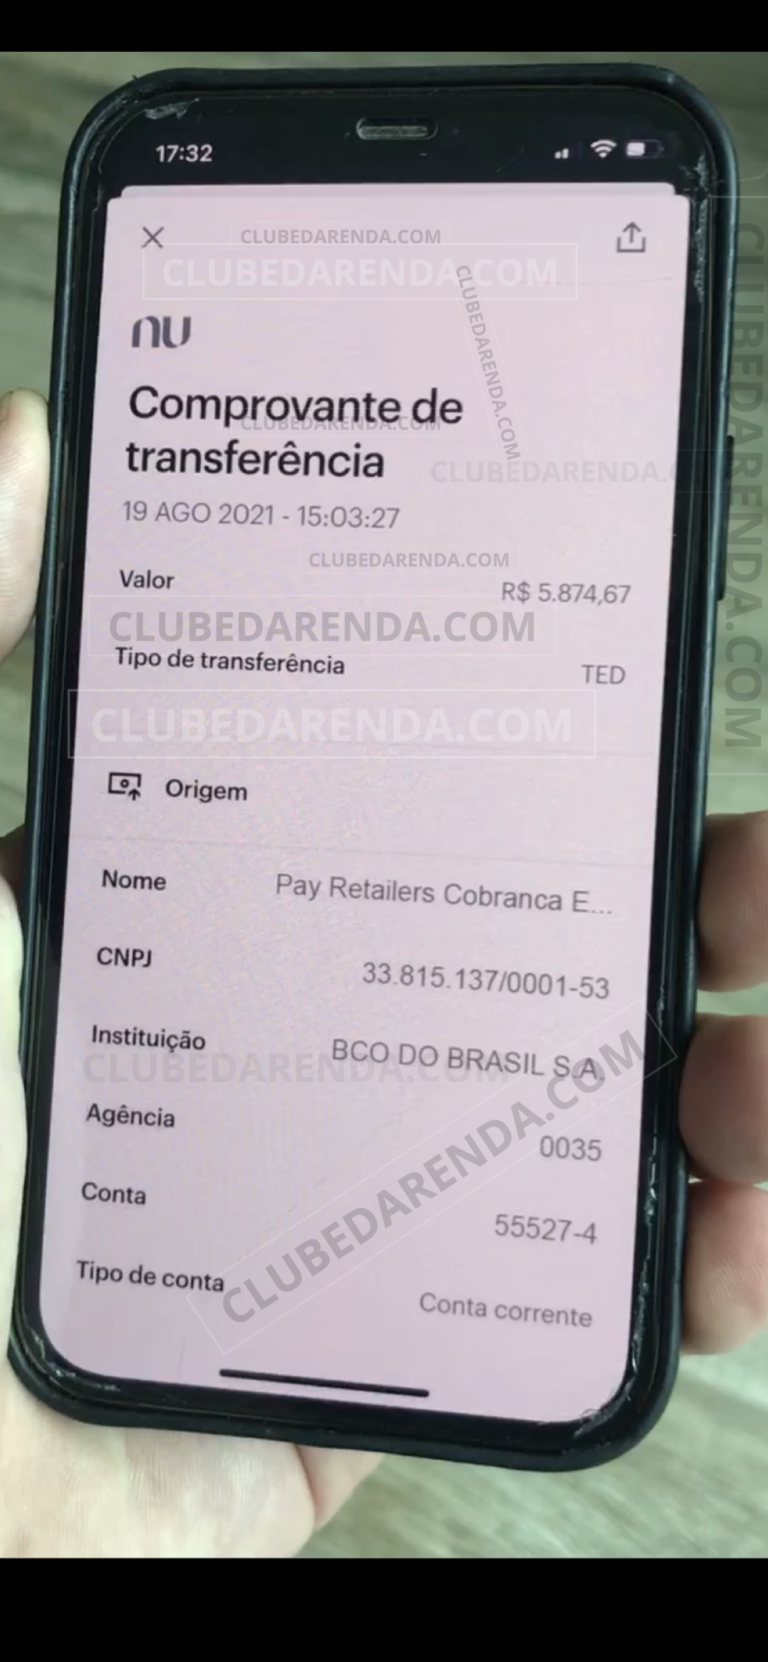 17:32
CLUBEDARENDA.COM
CLUBEDARENDA.COM
CLUBEDARENDA.COM
CLUBEDARENDA.COM
nu
Comprovante de
CLUBEDARENDA.COM
transferência
CLUBEDARENDA.
19 AGO 2021 - 15:03:27
CLUBEDARENDA.COM
Valor
R$ 5.874,67
CLUBEDARENDA.COM
Tipo de transferência
TED
CLUBEDARENDA.COM
Origem
Nome
Pay Retailers Cobranca E...
CNPJ
33.815.137/0001-53
Instituição
BCO DO BRASIL S.A.
CLUBEDARENDA.COM
CLUBEDARENDA.COM
Agência
0035
Conta
55527-4
Tipo de conta
Conta corrente